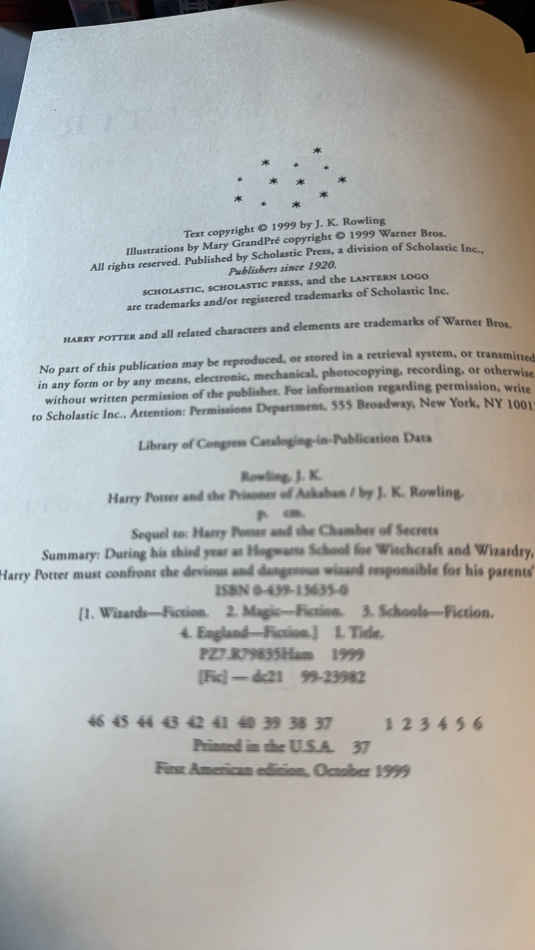 Text copyright © 1999 by J. K. Rowling
Illustrations by Mary GrandPré copyright © 1999 Warner Bros.
All rights reserved. Published by Scholastic Press, a division of Scholastic Inc.,
Publishers since 1920.
SCHOLASTIC, SCHOLASTIC PRESS, and the LANTERN LOGO
are trademarks and/or registered trademarks of Scholastic Inc.
HARRY POTTER and all related characters and elements are trademarks of Warner Bros.
No part of this publication may be reproduced, or stored in a retrieval system, or transmitted
in any form or by any means, electronic, mechanical, photocopying, recording, or otherwise
without written permission of the publisher. For information regarding permission, write
to Scholastic Inc., Attention: Permissions Department, 555 Broadway, New York, NY 1001
Library of Congress Cataloging-in-Publication Data
Rowling, J. K.
Harry Potter and the Prisoner of Azkaban / by J. K. Rowling.
p. cm.
Sequel to: Harry Potter and the Chamber of Secrets
Summary: During his third year at Hogwarts School for Witchcraft and Wizardry,
Harry Potter must confront the devious and dangerous wizard responsible for his parents'
ISBN 0-439-13635-0
[1. Wizards—Fiction. 2. Magic—Fiction. 3. Schools—Fiction.
4. England—Fiction.] I. Title.
PZ7.R79835Ham 1999
[Fic] — dc21 99-23982
46 45 44 43 42 41 40 39 38 37 1 2 3 4 5 6
Printed in the U.S.A. 37
First American edition, October 1999